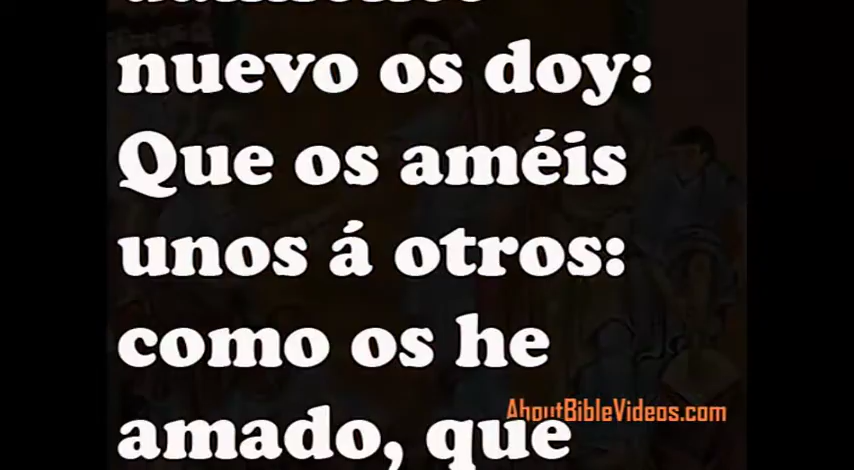 nuevo os doy:
Que os améis
unos á otros:
como os he
amado, que
AboutBibleVideos.com